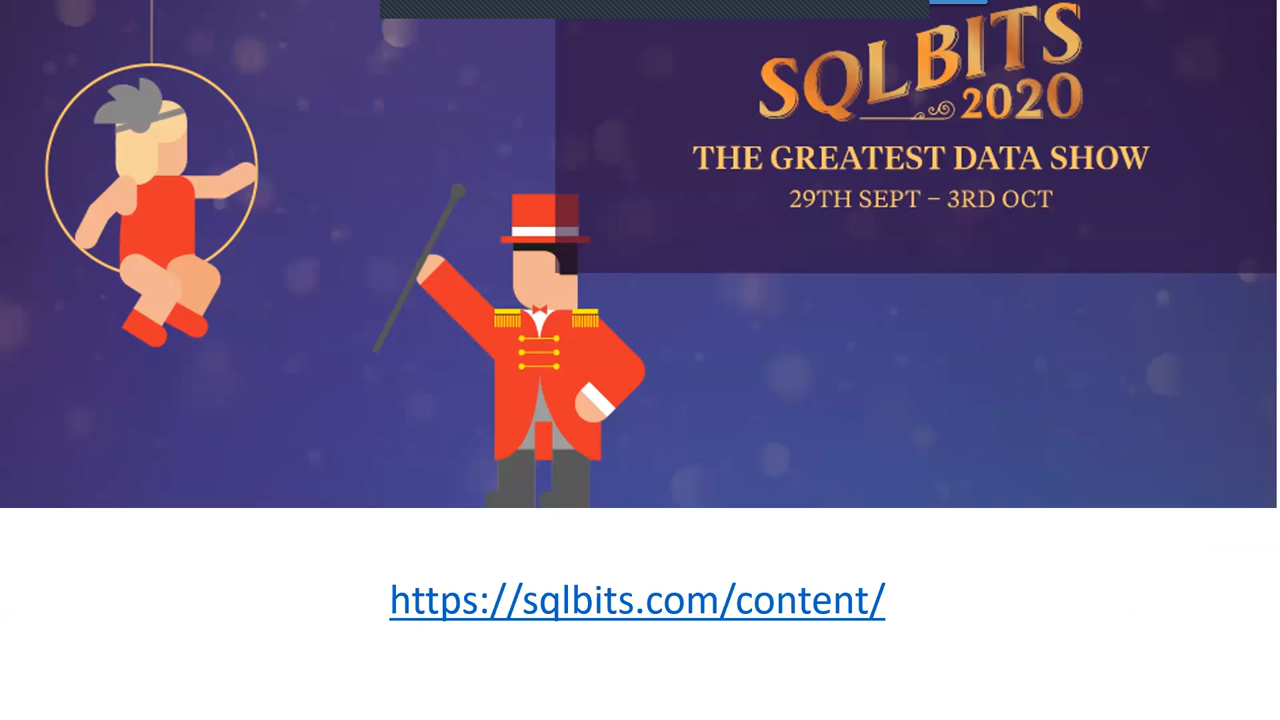 SQLBITS
2020
THE GREATEST DATA SHOW
29TH SEPT – 3RD OCT
https://sqlbits.com/content/